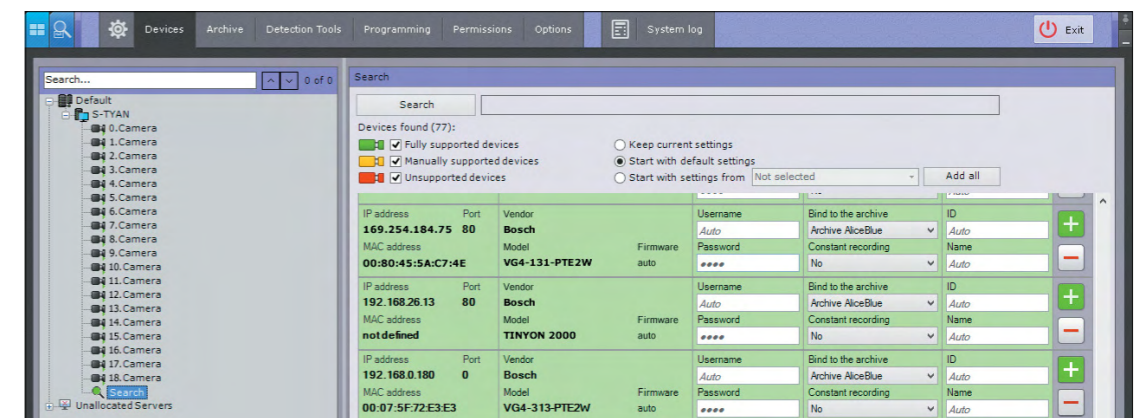 Devices Archive Detection Tools Programming Permissions Options System log Exit
Search... 0 of 0
Default
S-TYAN
0.Camera
1.Camera
2.Camera
3.Camera
4.Camera
5.Camera
6.Camera
7.Camera
8.Camera
9.Camera
10.Camera
11.Camera
12.Camera
13.Camera
14.Camera
15.Camera
16.Camera
17.Camera
18.Camera
Search
Unallocated Servers
Search
Search
Devices found (77):
Fully supported devices Keep current settings
Manually supported devices Start with default settings
Unsupported devices Start with settings from Not selected Add all
IP address Port Vendor Username Bind to the archive ID
169.254.184.75 80 Bosch Auto Archive AliceBlue Auto
MAC address Model Firmware Password Constant recording Name
00:80:45:5A:C7:4E VG4-131-PTE2W auto •••• No Auto
IP address Port Vendor Username Bind to the archive ID
192.168.26.13 80 Bosch Auto Archive AliceBlue Auto
MAC address Model Firmware Password Constant recording Name
not defined TINYON 2000 auto •••• No Auto
IP address Port Vendor Username Bind to the archive ID
192.168.0.180 0 Bosch Auto Archive AliceBlue Auto
MAC address Model Firmware Password Constant recording Name
00:07:5F:72:E3:E3 VG4-313-PTE2W auto •••• No Auto